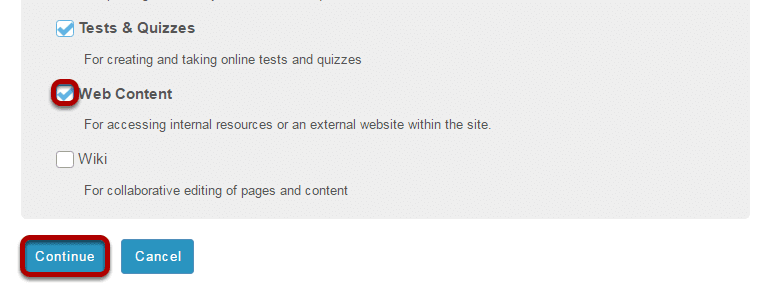 Tests & Quizzes
For creating and taking online tests and quizzes
Web Content
For accessing internal resources or an external website within the site.
Wiki
For collaborative editing of pages and content
Continue Cancel